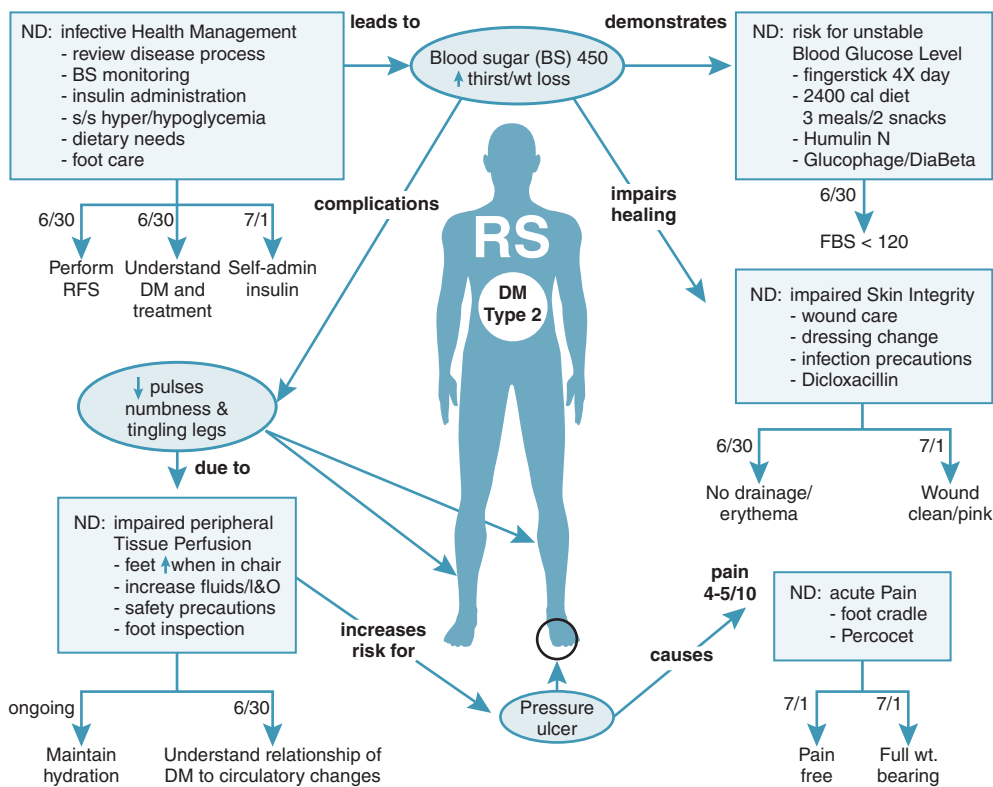 leads to
demonstrates
ND: infective Health Management
- review disease process
- BS monitoring
- insulin administration
- s/s hyper/hypoglycemia
- dietary needs
- foot care
6/30
6/30
7/1
Perform
RFS
Understand
DM and
treatment
Self-admin
insulin
Blood sugar (BS) 450
↑ thirst/wt loss
ND: risk for unstable
Blood Glucose Level
- fingerstick 4X day
- 2400 cal diet
3 meals/2 snacks
- Humulin N
- Glucophage/DiaBeta
6/30
FBS < 120
complications
impairs
healing
RS
DM
Type 2
ND: impaired Skin Integrity
- wound care
- dressing change
- infection precautions
- Dicloxacillin
6/30
7/1
No drainage/
erythema
Wound
clean/pink
↓ pulses
numbness &
tingling legs
due to
ND: impaired peripheral
Tissue Perfusion
- feet ↑ when in chair
- increase fluids/I&O
- safety precautions
- foot inspection
ongoing
6/30
Maintain
hydration
Understand relationship of
DM to circulatory changes
increases
risk for
Pressure
ulcer
causes
pain
4-5/10
ND: acute Pain
- foot cradle
- Percocet
7/1
7/1
Pain
free
Full wt.
bearing